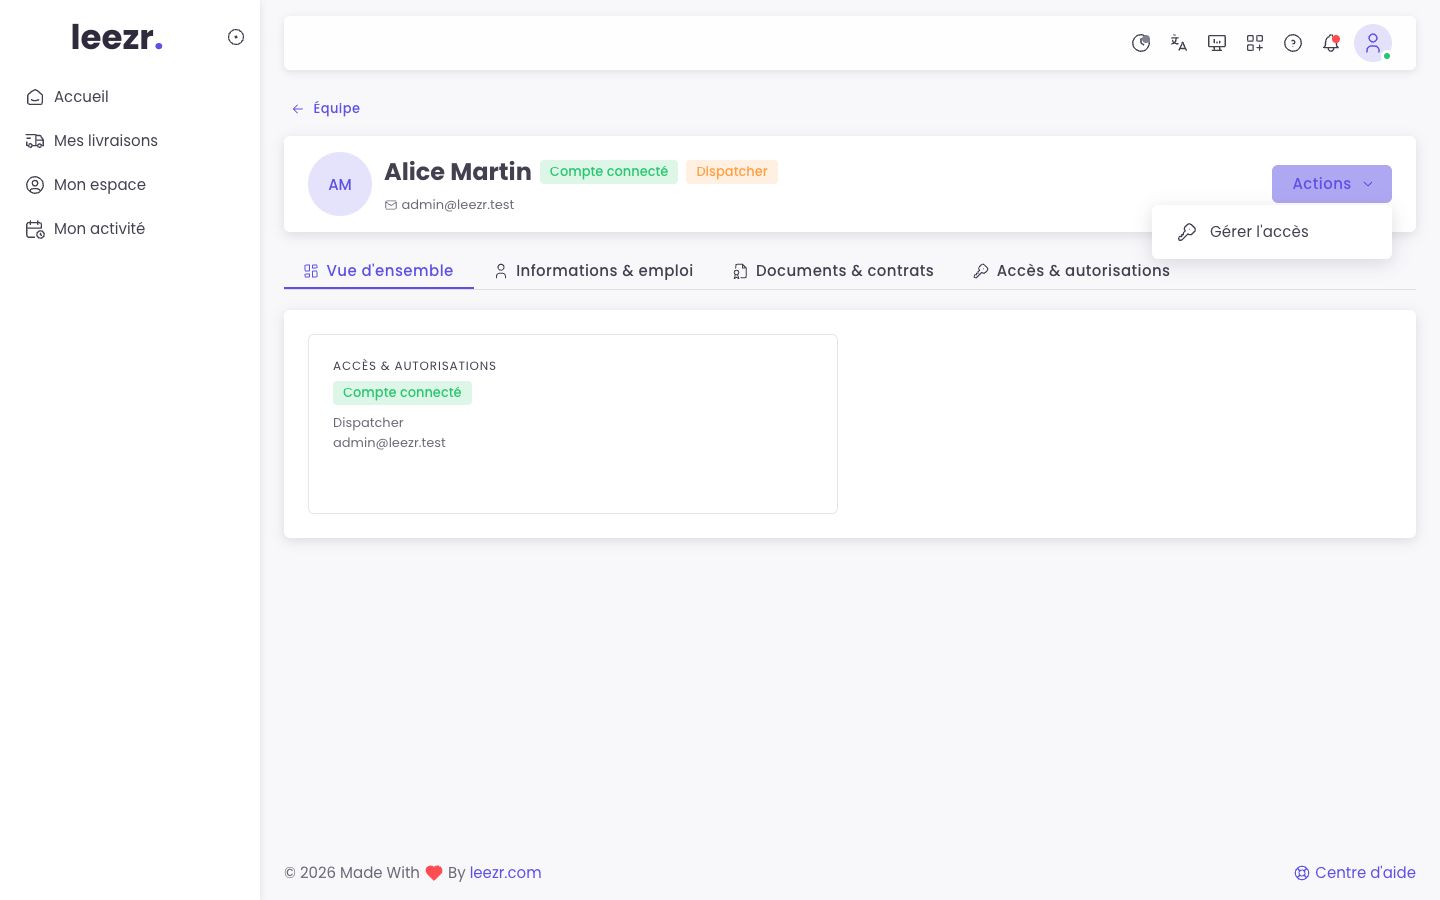 leezr.
Accueil
Mes livraisons
Mon espace
Mon activité
Équipe
AM
Alice Martin
Compte connecté
Dispatcher
admin@leezr.test
Actions
Gérer l'accès
Vue d'ensemble
Informations & emploi
Documents & contrats
Accès & autorisations
ACCÈS & AUTORISATIONS
Compte connecté
Dispatcher
admin@leezr.test
© 2026 Made With By leezr.com
Centre d'aide